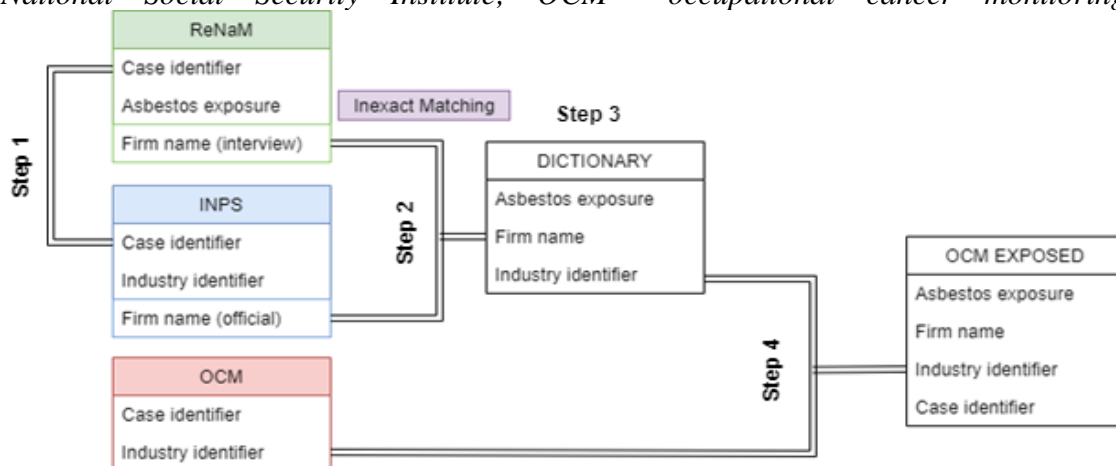 National Social Security Institute; OCM occupational cancer monitoring
ReNaM
Case identifier
Asbestos exposure
Firm name (interview)
Inexact Matching
Step 1
INPS
Case identifier
Industry identifier
Firm name (official)
Step 2
Step 3
DICTIONARY
Asbestos exposure
Firm name
Industry identifier
OCM
Case identifier
Industry identifier
Step 4
OCM EXPOSED
Asbestos exposure
Firm name
Industry identifier
Case identifier